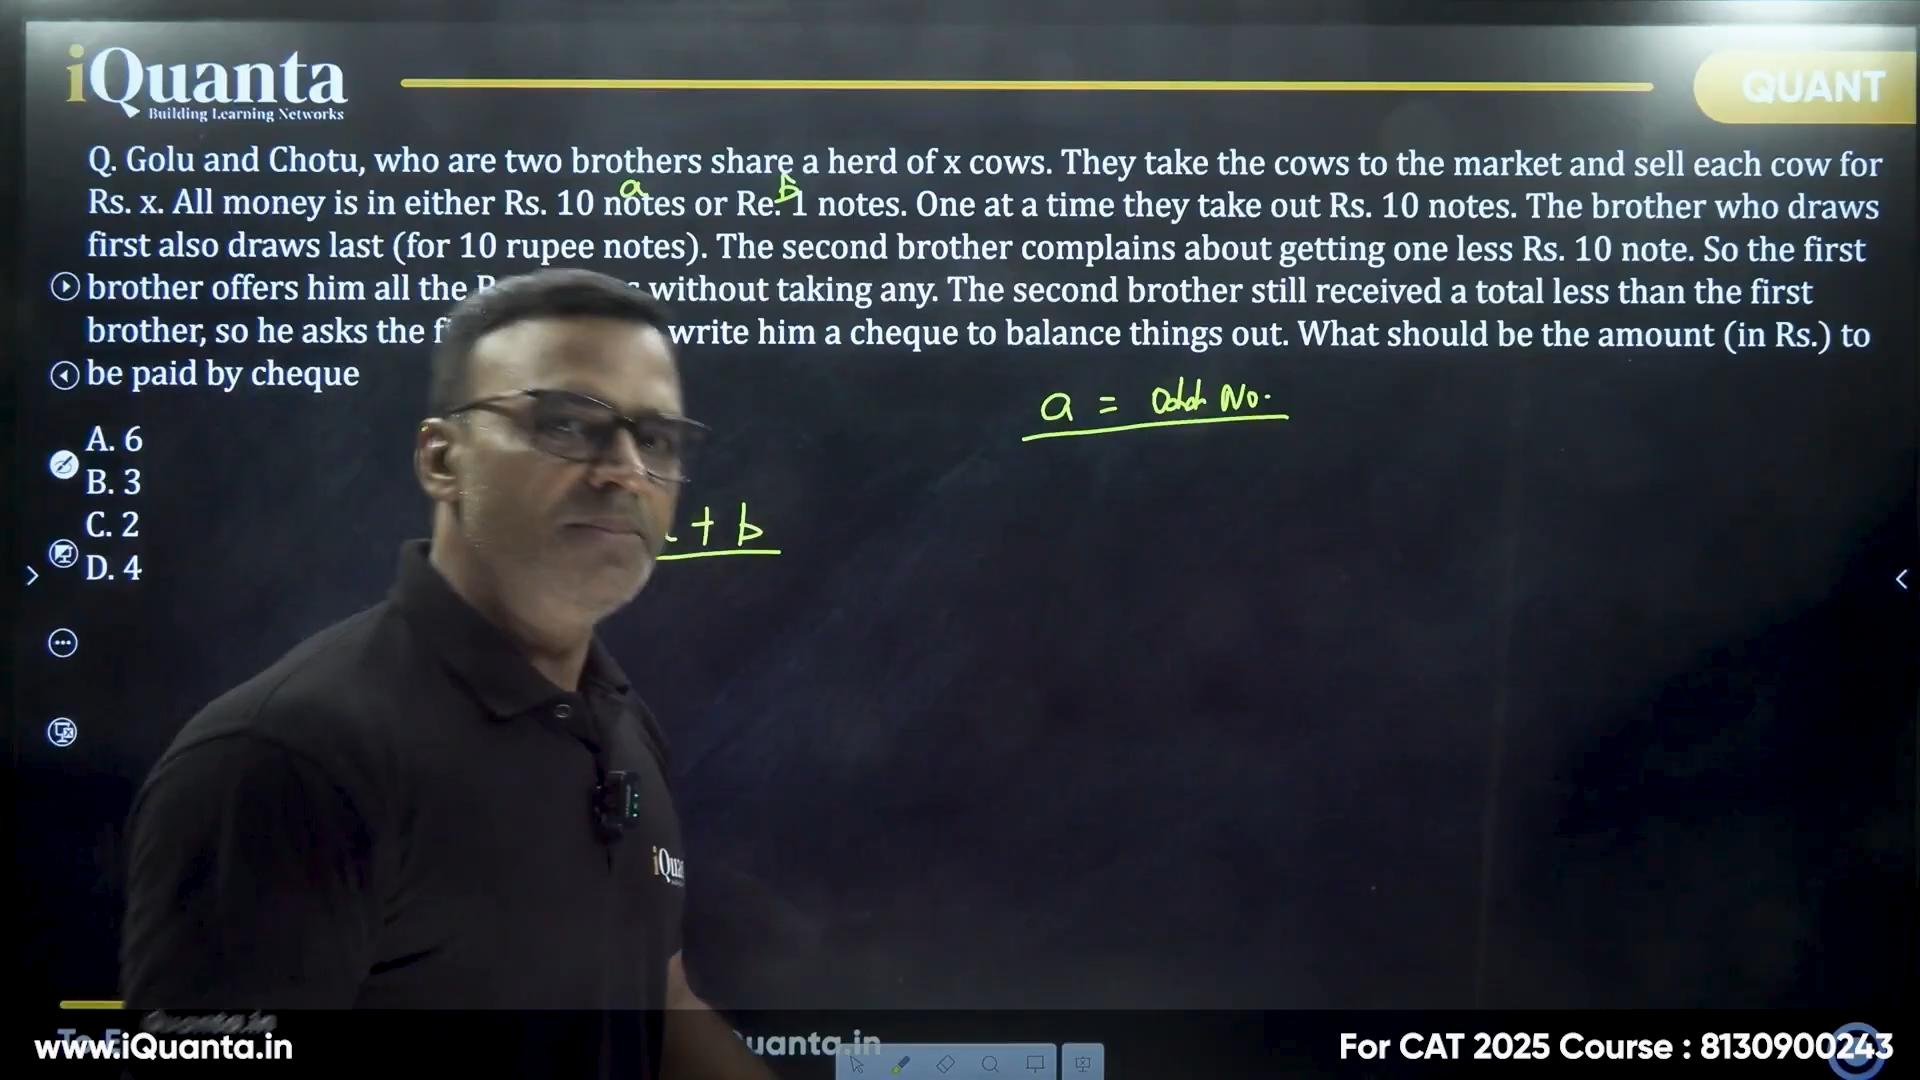 iQuanta
Building Learning Networks
QUANT
Q. Golu and Chotu, who are two brothers share a herd of x cows. They take the cows to the market and sell each cow for
a b
Rs. x. All money is in either Rs. 10 notes or Re. 1 notes. One at a time they take out Rs. 10 notes. The brother who draws
first also draws last (for 10 rupee notes). The second brother complains about getting one less Rs. 10 note. So the first
brother offers him all the without taking any. The second brother still received a total less than the first
brother, so he asks the write him a cheque to balance things out. What should be the amount (in Rs.) to
be paid by cheque
a = Odd No.
A. 6
B. 3
C. 2
+ b
D. 4
iQua
www.iQuanta.in
uanta.in
For CAT 2025 Course : 8130900243